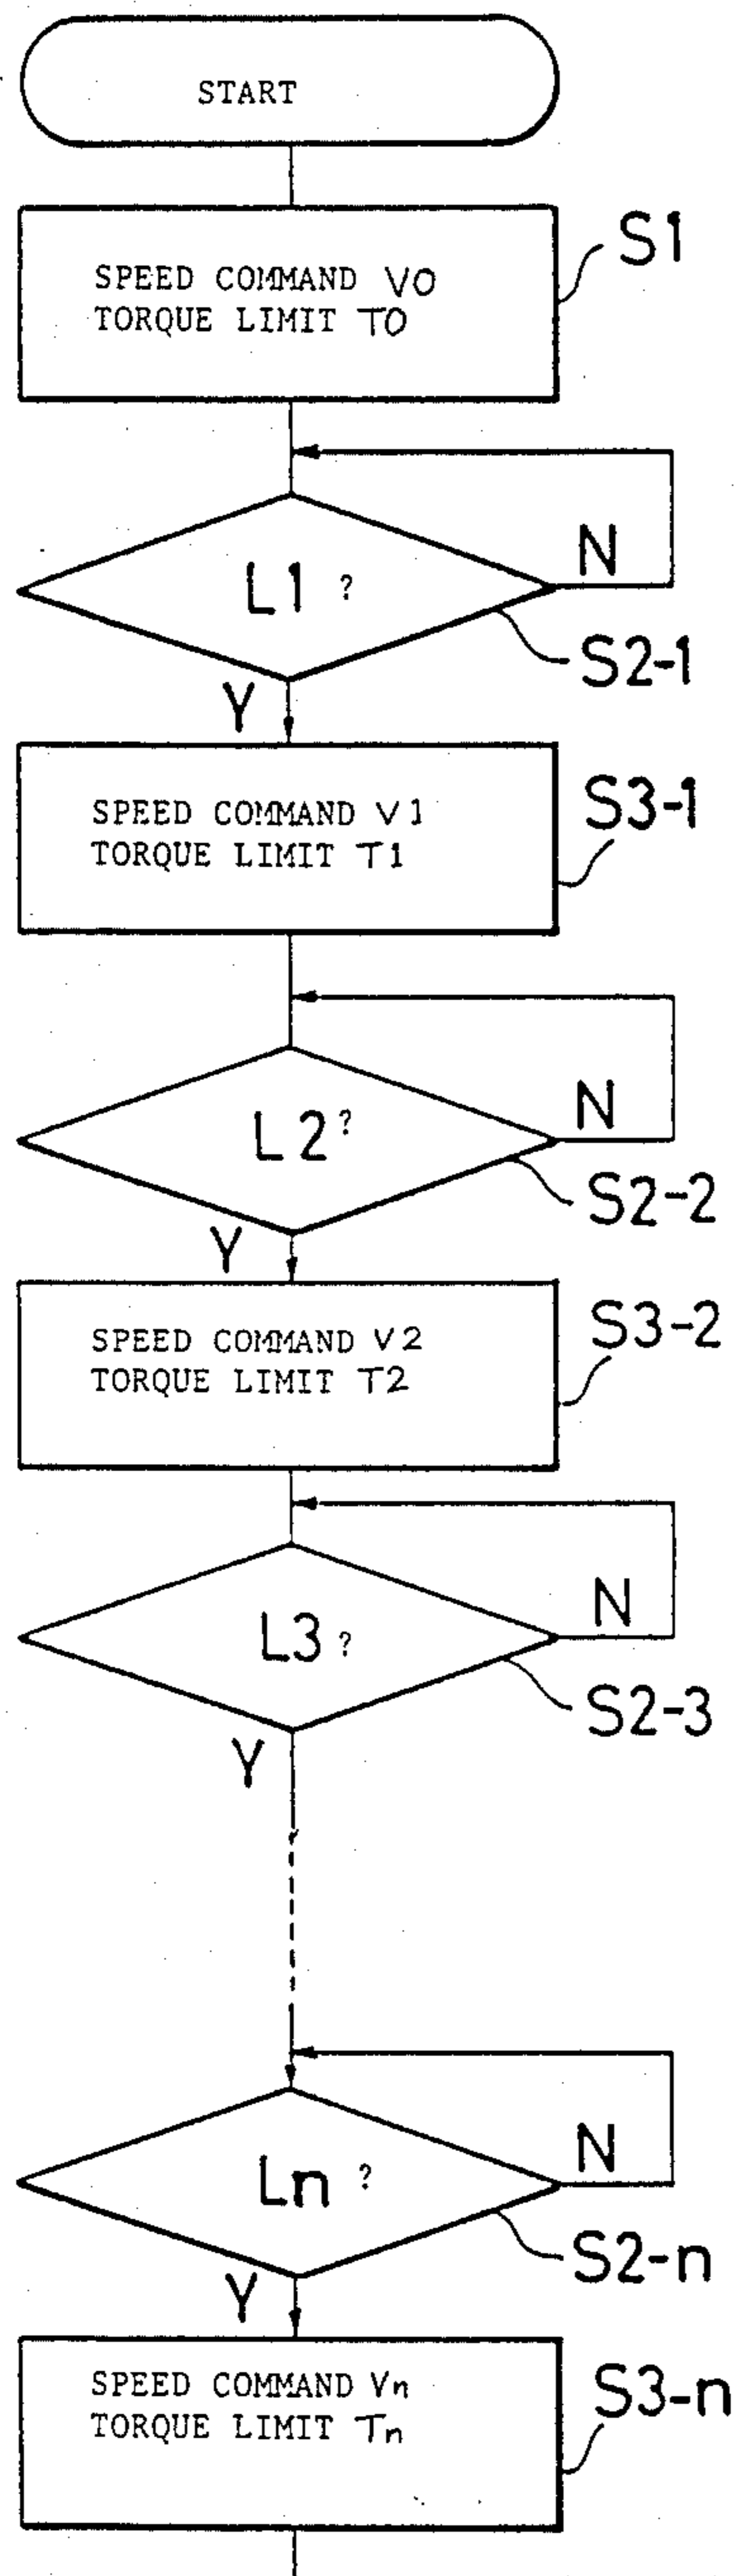 START
S1
SPEED COMMAND V0
TORQUE LIMIT T0
N
L1 ?
S2-1
Y
S3-1
SPEED COMMAND V1
TORQUE LIMIT T1
N
L2 ?
S2-2
Y
S3-2
SPEED COMMAND V2
TORQUE LIMIT T2
N
L3 ?
S2-3
Y
N
Ln ?
S2-n
Y
S3-n
SPEED COMMAND Vn
TORQUE LIMIT Tn